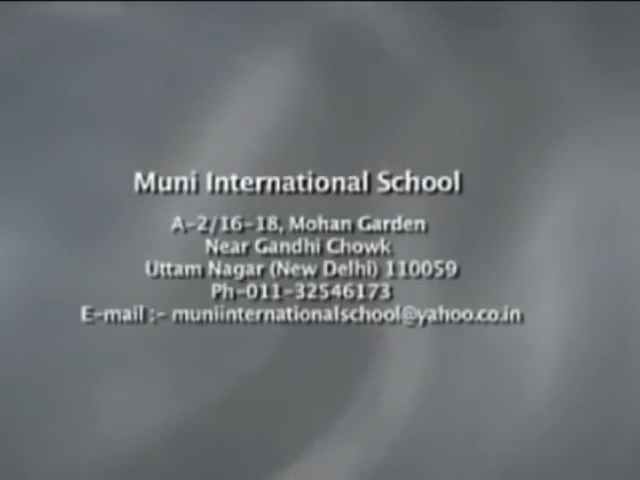 Muni International School
A-2/16-18, Mohan Garden
Near Gandhi Chowk
Uttam Nagar (New Delhi) 110059
Ph-011-32546173
E-mail :- muniinternationalschool@yahoo.co.in